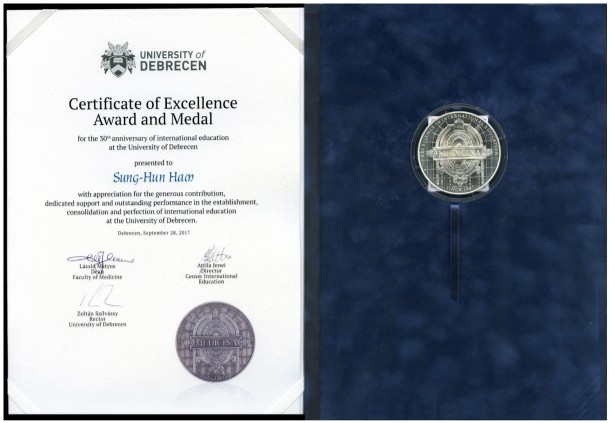 UNIVERSITY of
DEBRECEN
Certificate of Excellence
Award and Medal
for the 30th anniversary of international education
at the University of Debrecen
presented to
Sung-Hun Ham
with appreciation for the generous contribution,
dedicated support and outstanding performance in the establishment,
consolidation and perfection of international education
at the University of Debrecen.
Debrecen, September 28, 2017
László Mátyus
Dean
Faculty of Medicine
Attila Jenei
Director
Center International
Education
Zoltán Szilvássy
Rector
University of Debrecen
MEDICINA
MEDICINA